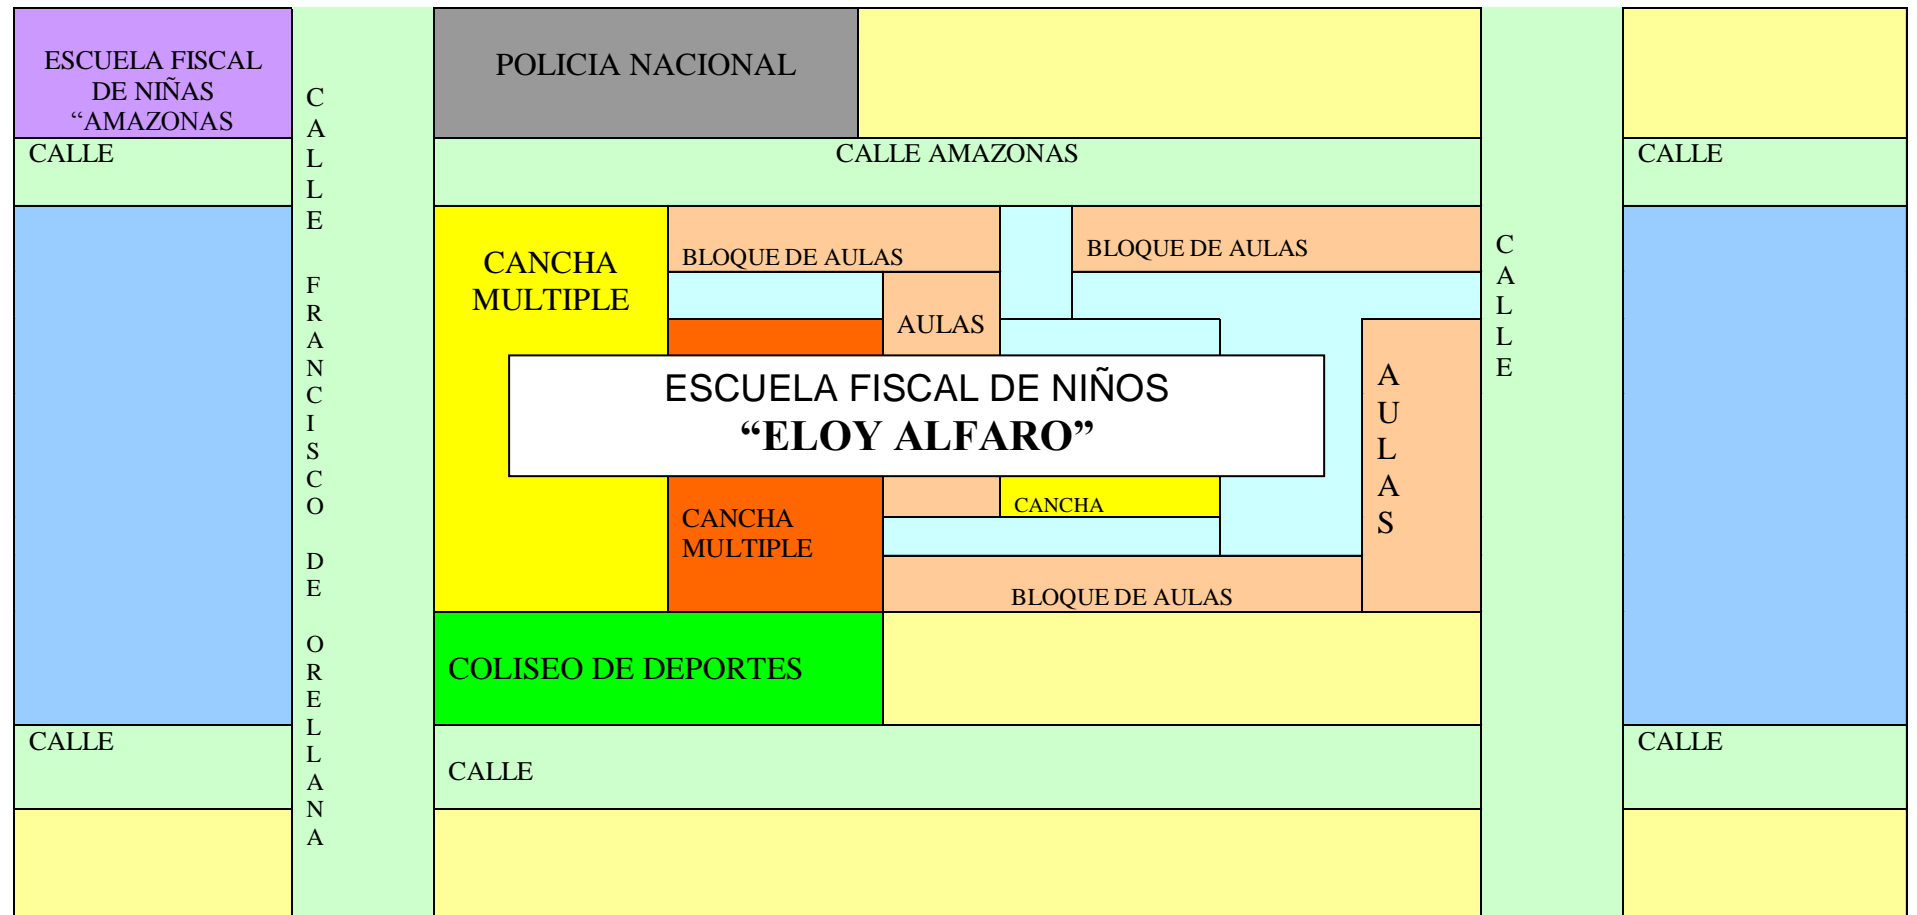 ESCUELA FISCAL
DE NIÑAS
“AMAZONAS
CALLE FRANCISCO DE ORELLANA
POLICIA NACIONAL
CALLE
CALLE AMAZONAS
CALLE
CALLE
CANCHA
MULTIPLE
BLOQUE DE AULAS
BLOQUE DE AULAS
AULAS
ESCUELA FISCAL DE NIÑOS
“ELOY ALFARO”
AULAS
CANCHA
MULTIPLE
CANCHA
BLOQUE DE AULAS
COLISEO DE DEPORTES
CALLE
CALLE
CALLE